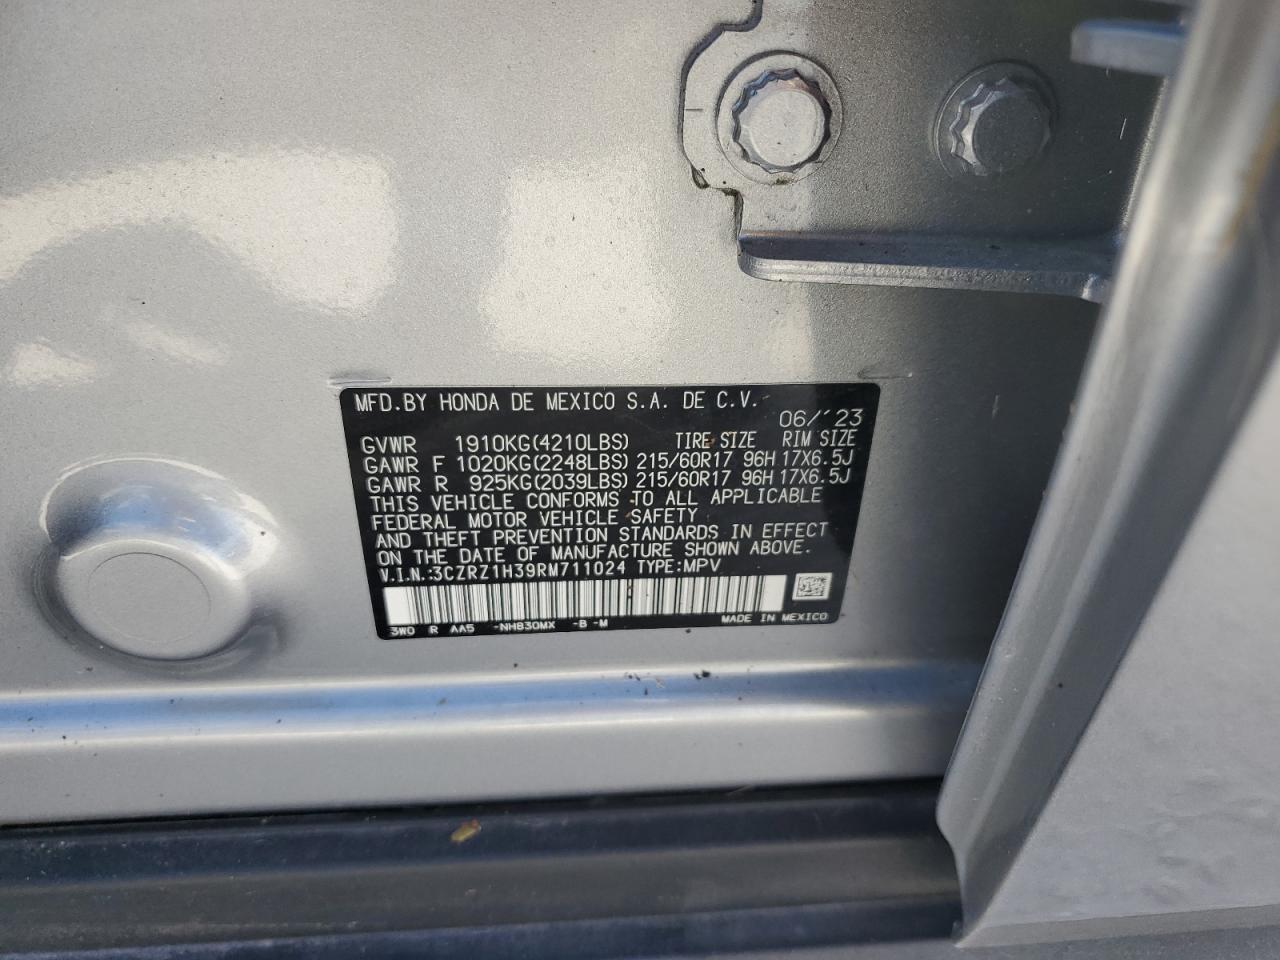 MFD.BY HONDA DE MEXICO S.A. DE C.V.
06/'23
GVWR 1910KG(4210LBS) TIRE SIZE RIM SIZE
GAWR F 1020KG(2248LBS) 215/60R17 96H 17X6.5J
GAWR R 925KG(2039LBS) 215/60R17 96H 17X6.5J
THIS VEHICLE CONFORMS TO ALL APPLICABLE
FEDERAL MOTOR VEHICLE SAFETY
AND THEFT PREVENTION STANDARDS IN EFFECT
ON THE DATE OF MANUFACTURE SHOWN ABOVE.
V.I.N.:3CZRZ1H39RM711024 TYPE:MPV
3W0 R AA5 -NHB30MX -B -M MADE IN MEXICO